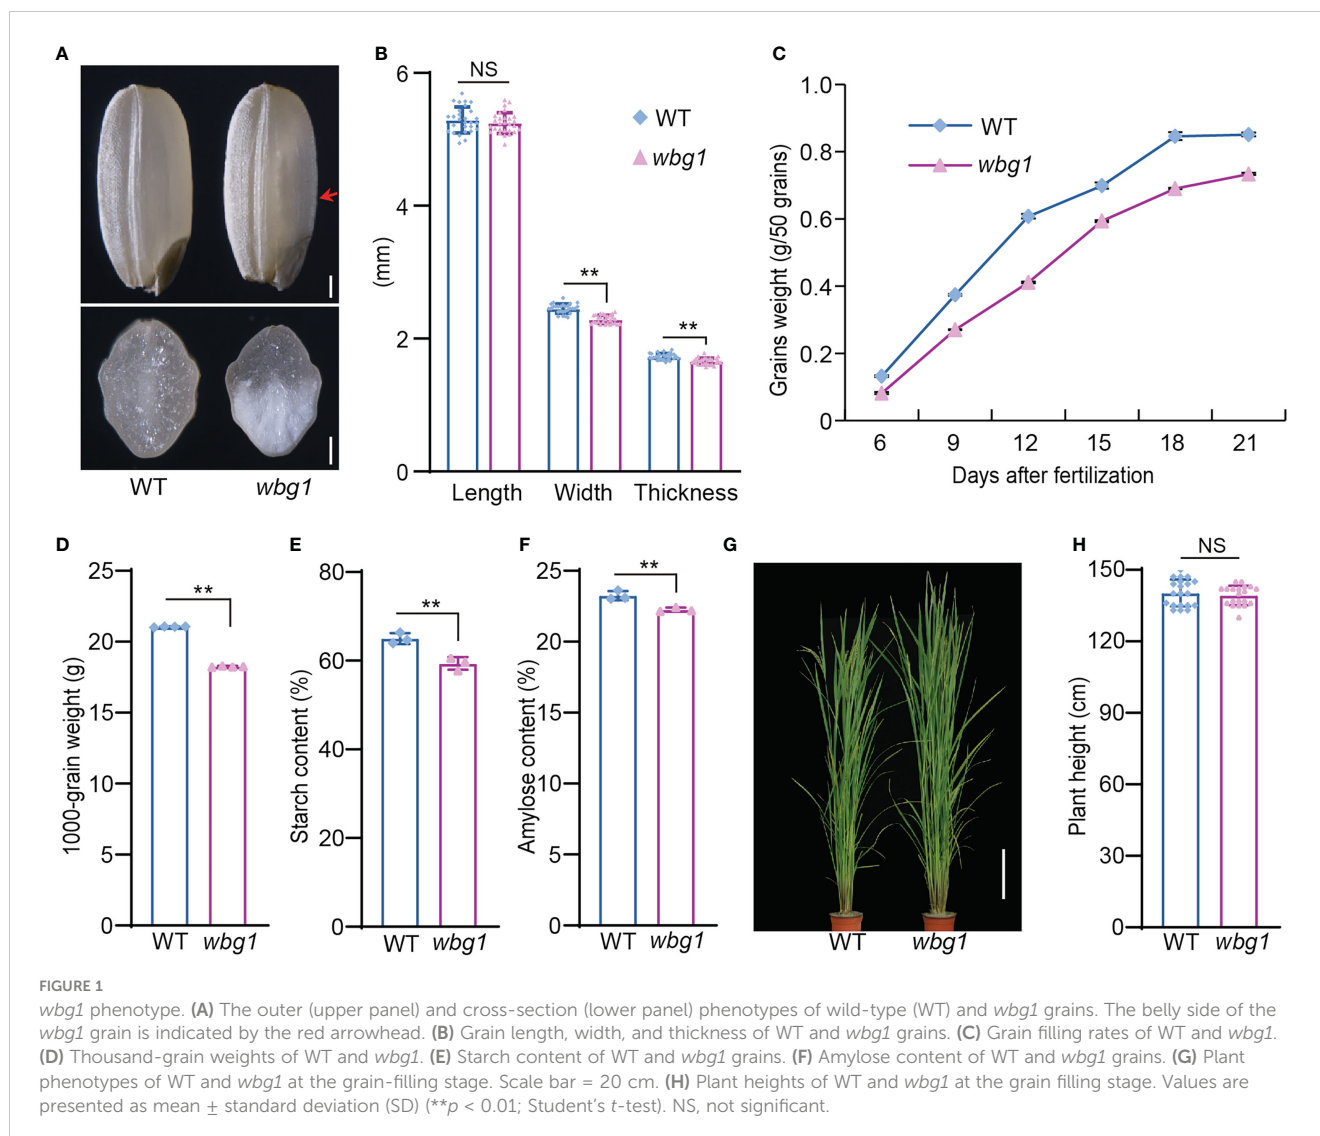 A
WT
wbg1
B
NS
6
4
2
0
(mm)
WT
wbg1
**
**
Length
Width
Thickness
C
1.0
0.8
0.6
0.4
0.2
0
Grains weight (g/50 grains)
WT
wbg1
6 9 12 15 18 21
Days after fertilization
D
25
20
15
10
5
0
1000-grain weight (g)
**
WT
wbg1
E
80
60
40
20
0
Starch content (%)
**
WT
wbg1
F
25
20
15
10
5
0
Amylose content (%)
**
WT
wbg1
G
WT
wbg1
H
NS
150
120
90
60
30
0
Plant height (cm)
WT
wbg1
FIGURE 1
wbg1 phenotype. (A) The outer (upper panel) and cross-section (lower panel) phenotypes of wild-type (WT) and wbg1 grains. The belly side of the
wbg1 grain is indicated by the red arrowhead. (B) Grain length, width, and thickness of WT and wbg1 grains. (C) Grain filling rates of WT and wbg1.
(D) Thousand-grain weights of WT and wbg1. (E) Starch content of WT and wbg1 grains. (F) Amylose content of WT and wbg1 grains. (G) Plant
phenotypes of WT and wbg1 at the grain-filling stage. Scale bar = 20 cm. (H) Plant heights of WT and wbg1 at the grain filling stage. Values are
presented as mean ± standard deviation (SD) (**p < 0.01; Student's t-test). NS, not significant.